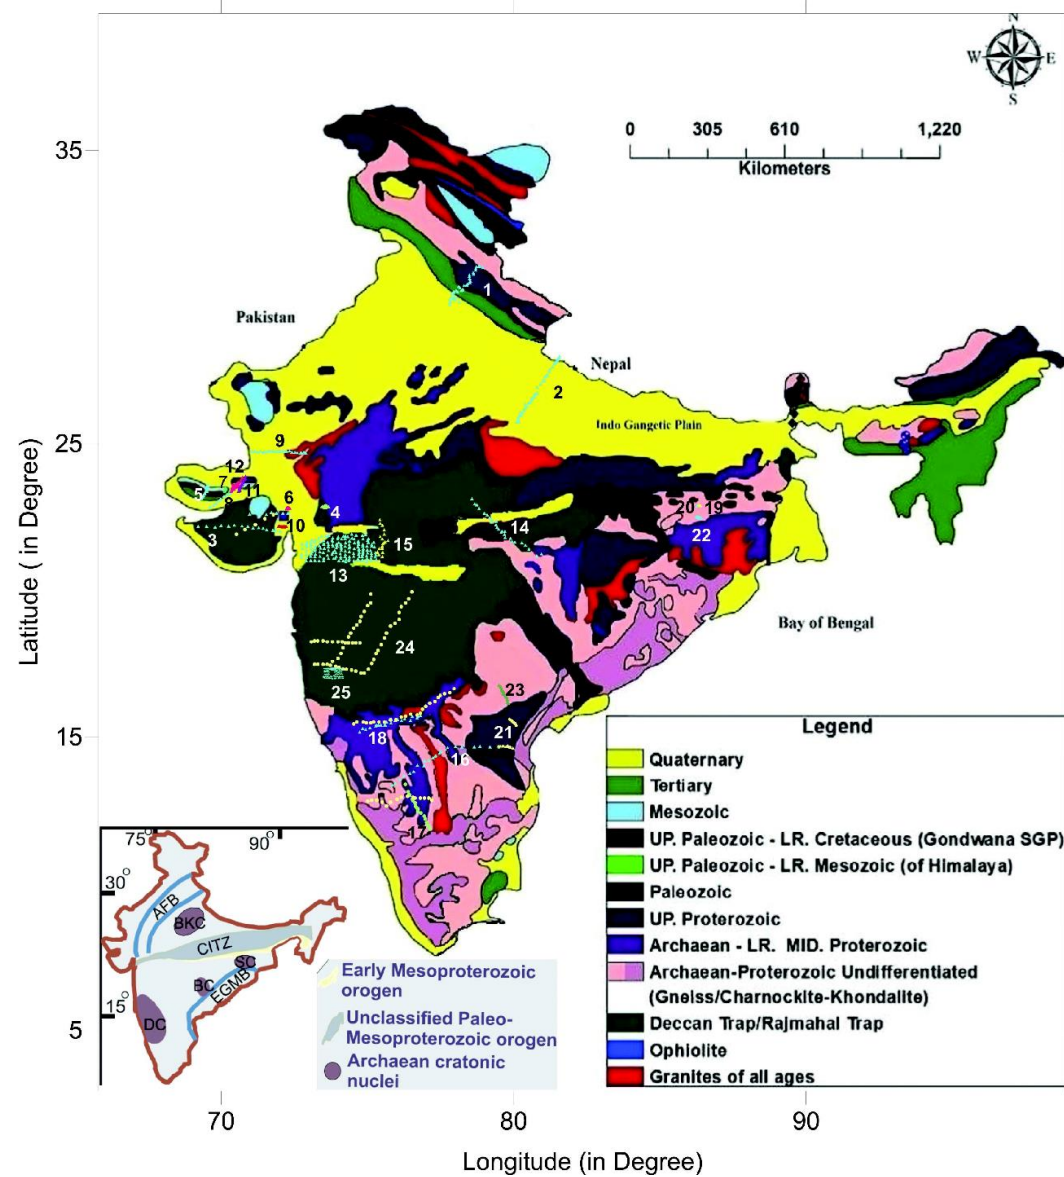 N
W E
S
0 305 610 1,220
Kilometers
35
25
15
5
Latitude ( in Degree)
Pakistan
Nepal
Indo Gangetic Plain
Bay of Bengal
1
2
9
12
7
5
11
8
6
10
3
4
13
15
14
20 19
22
24
25
23
21
18
16
17
Legend
Quaternary
Tertiary
Mesozoic
UP. Paleozoic - LR. Cretaceous (Gondwana SGP)
UP. Paleozoic - LR. Mesozoic (of Himalaya)
Paleozoic
UP. Proterozoic
Archaean - LR. MID. Proterozoic
Archaean-Proterozoic Undifferentiated
(Gneiss/Charnockite-Khondalite)
Deccan Trap/Rajmahal Trap
Ophiolite
Granites of all ages
75° 90°
30°
15°
AFB
BKC
CITZ
SC
BC
EGMB
DC
Early Mesoproterozoic
orogen
Unclassified Paleo-
Mesoproterozoic orogen
Archaean cratonic
nuclei
70 80 90
Longitude (in Degree)